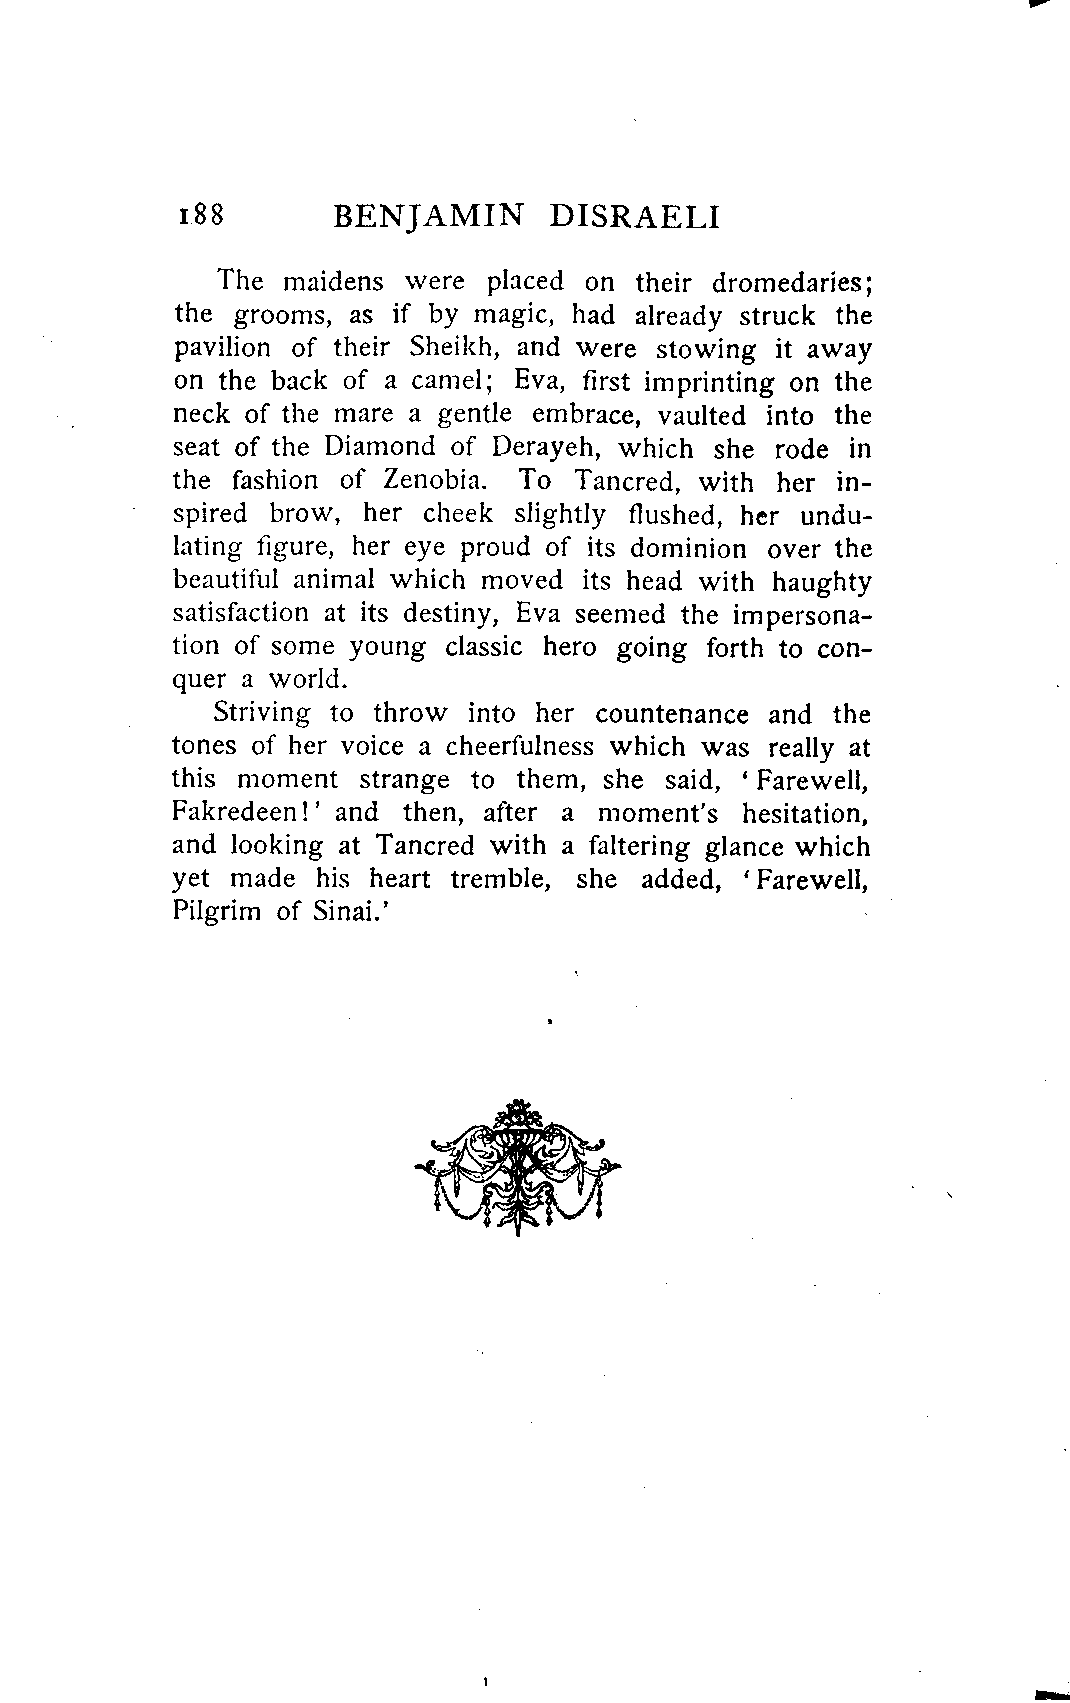 188 BENJAMIN DISRAELI
The maidens were placed on their dromedaries;
the grooms, as if by magic, had already struck the
pavilion of their Sheikh, and were stowing it away
on the back of a camel; Eva, first imprinting on the
neck of the mare a gentle embrace, vaulted into the
seat of the Diamond of Derayeh, which she rode in
the fashion of Zenobia. To Tancred, with her in-
spired brow, her cheek slightly flushed, her undu-
lating figure, her eye proud of its dominion over the
beautiful animal which moved its head with haughty
satisfaction at its destiny, Eva seemed the impersona-
tion of some young classic hero going forth to con-
quer a world.
Striving to throw into her countenance and the
tones of her voice a cheerfulness which was really at
this moment strange to them, she said, ‘Farewell,
Fakredeen!’ and then, after a moment's hesitation,
and looking at Tancred with a faltering glance which
yet made his heart tremble, she added, ‘Farewell,
Pilgrim of Sinai.’